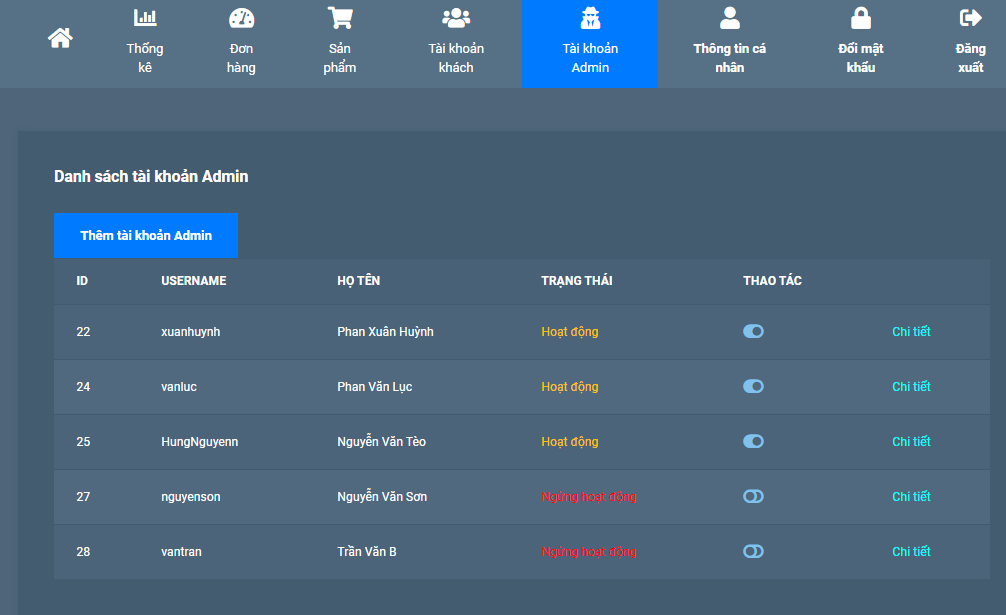 Thống kê
Đơn hàng
Sản phẩm
Tài khoản khách
Tài khoản Admin
Thông tin cá nhân
Đổi mật khẩu
Đăng xuất
Danh sách tài khoản Admin
Thêm tài khoản Admin
ID USERNAME HỌ TÊN TRẠNG THÁI THAO TÁC
22 xuanhuynh Phan Xuân Huỳnh Hoạt động Chi tiết
24 vanluc Phan Văn Lục Hoạt động Chi tiết
25 HungNguyenn Nguyễn Văn Tèo Hoạt động Chi tiết
27 nguyenson Nguyễn Văn Sơn Ngừng hoạt động Chi tiết
28 vantran Trần Văn B Ngừng hoạt động Chi tiết